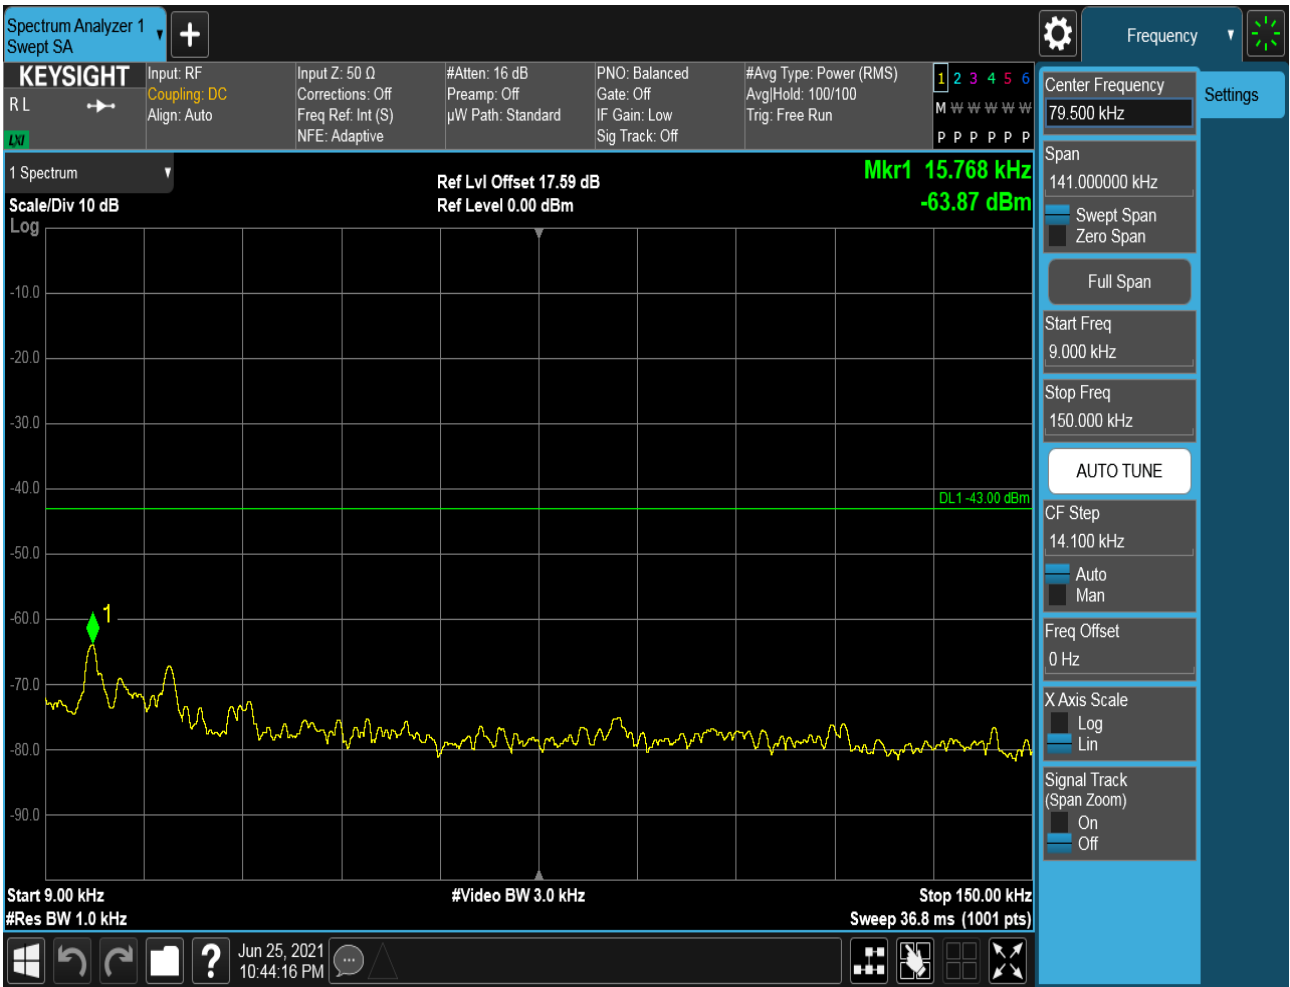 Spectrum Analyzer 1
Swept SA
Frequency
KEYSIGHT
R L
LXI
Input: RF
Coupling: DC
Align: Auto
Input Z: 50 Ω
Corrections: Off
Freq Ref: Int (S)
NFE: Adaptive
#Atten: 16 dB
Preamp: Off
µW Path: Standard
PNO: Balanced
Gate: Off
IF Gain: Low
Sig Track: Off
#Avg Type: Power (RMS)
Avg|Hold: 100/100
Trig: Free Run
1 2 3 4 5 6
M W W W W W
P P P P P P
1 Spectrum
Scale/Div 10 dB
Log
Ref Lvl Offset 17.59 dB
Ref Level 0.00 dBm
Mkr1 15.768 kHz
-63.87 dBm
-10.0
-20.0
-30.0
-40.0
DL1 -43.00 dBm
-50.0
-60.0
1
-70.0
-80.0
-90.0
Start 9.00 kHz
#Res BW 1.0 kHz
#Video BW 3.0 kHz
Stop 150.00 kHz
Sweep 36.8 ms (1001 pts)
Center Frequency
79.500 kHz
Settings
Span
141.000000 kHz
Swept Span
Zero Span
Full Span
Start Freq
9.000 kHz
Stop Freq
150.000 kHz
AUTO TUNE
CF Step
14.100 kHz
Auto
Man
Freq Offset
0 Hz
X Axis Scale
Log
Lin
Signal Track
(Span Zoom)
On
Off
?
Jun 25, 2021
10:44:16 PM